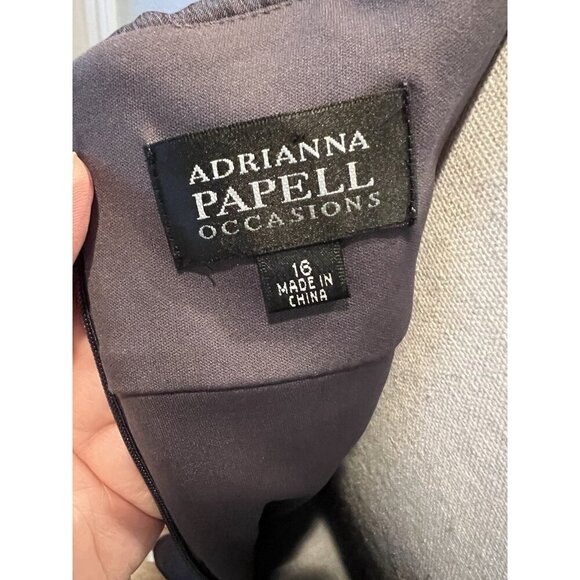 ADRIANNA
PAPELL
OCCASIONS
16
MADE IN
CHINA